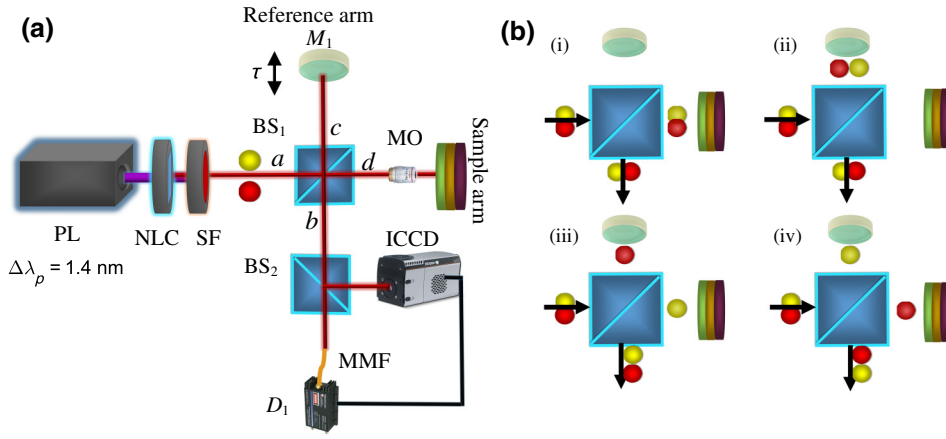 (a)
Reference arm
M1
τ
BS1
c
MO
a
d
Sample arm
b
PL
NLC
SF
ICCD
Δλp = 1.4 nm
BS2
MMF
D1
(b)
(i)
(ii)
(iii)
(iv)